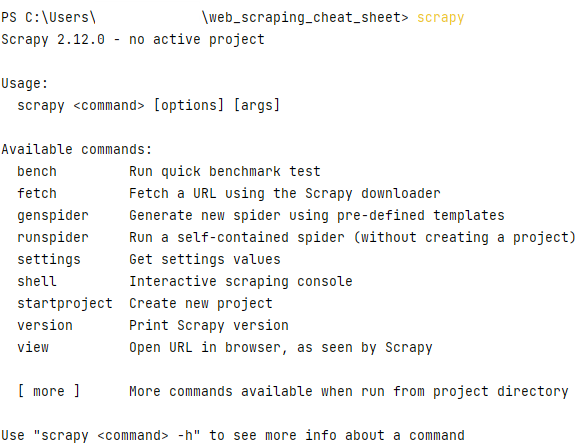 PS C:\Users\             \web_scraping_cheat_sheet> scrapy
Scrapy 2.12.0 - no active project

Usage:
  scrapy <command> [options] [args]

Available commands:
  bench         Run quick benchmark test
  fetch         Fetch a URL using the Scrapy downloader
  genspider     Generate new spider using pre-defined templates
  runspider     Run a self-contained spider (without creating a project)
  settings      Get settings values
  shell         Interactive scraping console
  startproject  Create new project
  version       Print Scrapy version
  view          Open URL in browser, as seen by Scrapy

  [ more ]      More commands available when run from project directory

Use "scrapy <command> -h" to see more info about a command